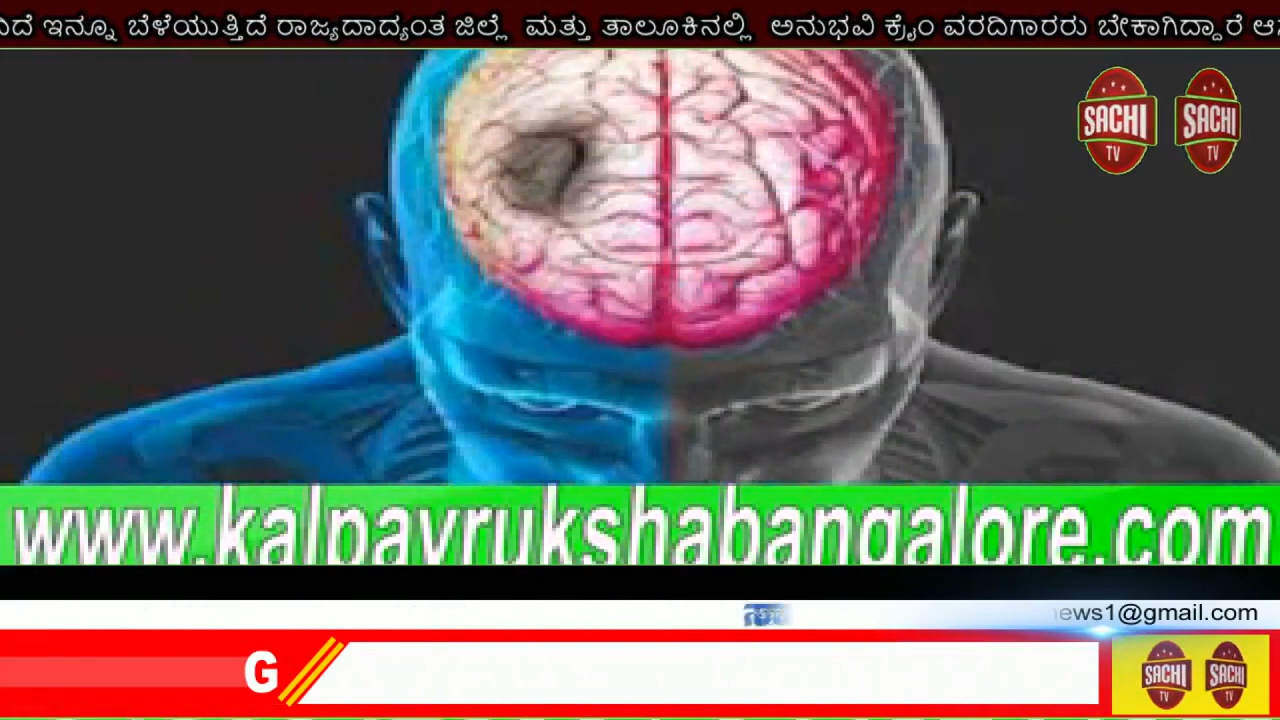 ಇನ್ನೂ ಬೆಳೆಯುತ್ತಿದೆ ರಾಜ್ಯದಾದ್ಯಂತ ಜಿಲ್ಲೆ ಮತ್ತು ತಾಲೂಕಿನಲ್ಲಿ ಅನುಭವಿ ಕ್ರೈಂ ವರದಿಗಾರರು ಬೇಕಾಗಿದ್ದಾರೆ
SACHI TV SACHI TV
www.kalpavrukshabangalore.com
ews1@gmail.com
G
SACHI TV SACHI TV